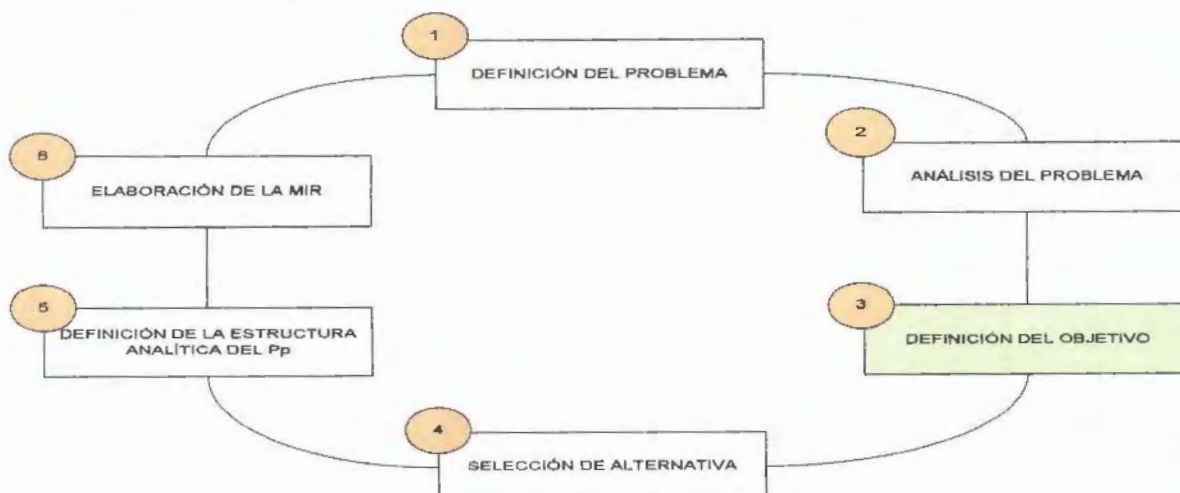 1
DEFINICIÓN DEL PROBLEMA
2
ANÁLISIS DEL PROBLEMA
3
DEFINICIÓN DEL OBJETIVO
4
SELECCIÓN DE ALTERNATIVA
5
DEFINICIÓN DE LA ESTRUCTURA
ANALÍTICA DEL Pp
6
ELABORACIÓN DE LA MIR